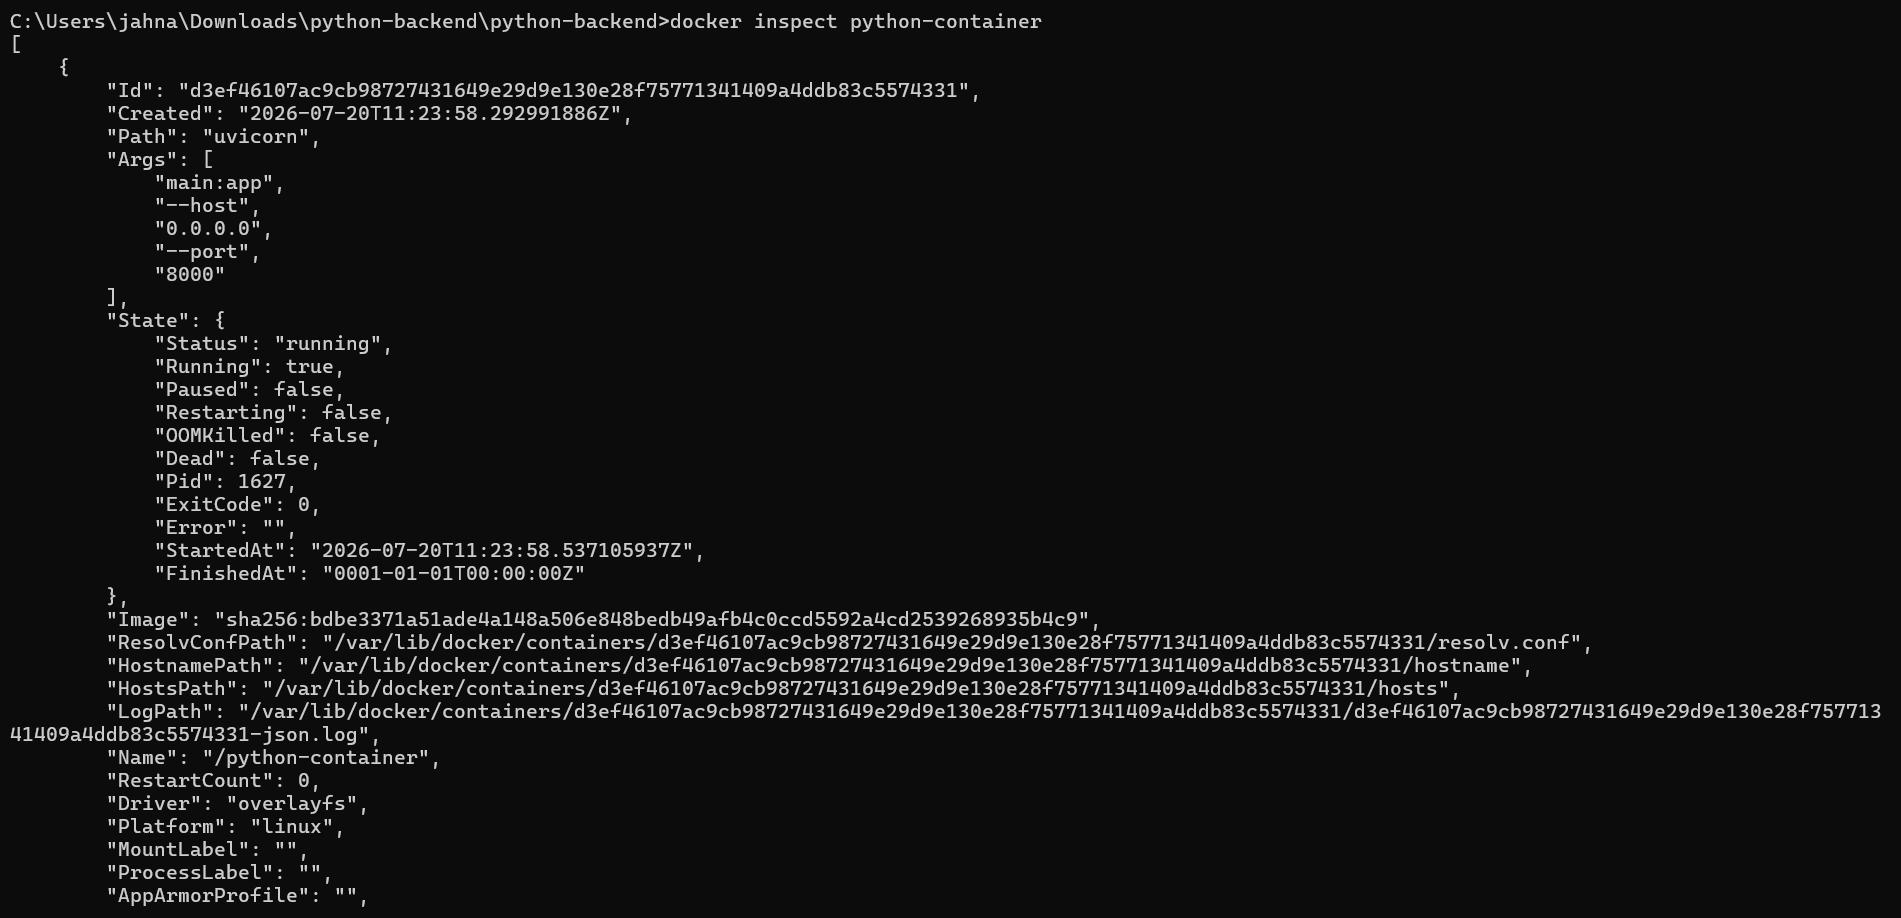 C:\Users\jahna\Downloads\python-backend\python-backend>docker inspect python-container
[
    {
        "Id": "d3ef46107ac9cb98727431649e29d9e130e28f75771341409a4ddb83c5574331",
        "Created": "2026-07-20T11:23:58.292991886Z",
        "Path": "uvicorn",
        "Args": [
            "main:app",
            "--host",
            "0.0.0.0",
            "--port",
            "8000"
        ],
        "State": {
            "Status": "running",
            "Running": true,
            "Paused": false,
            "Restarting": false,
            "OOMKilled": false,
            "Dead": false,
            "Pid": 1627,
            "ExitCode": 0,
            "Error": "",
            "StartedAt": "2026-07-20T11:23:58.537105937Z",
            "FinishedAt": "0001-01-01T00:00:00Z"
        },
        "Image": "sha256:bdbe3371a51ade4a148a506e848bedb49afb4c0ccd5592a4cd2539268935b4c9",
        "ResolvConfPath": "/var/lib/docker/containers/d3ef46107ac9cb98727431649e29d9e130e28f75771341409a4ddb83c5574331/resolv.conf",
        "HostnamePath": "/var/lib/docker/containers/d3ef46107ac9cb98727431649e29d9e130e28f75771341409a4ddb83c5574331/hostname",
        "HostsPath": "/var/lib/docker/containers/d3ef46107ac9cb98727431649e29d9e130e28f75771341409a4ddb83c5574331/hosts",
        "LogPath": "/var/lib/docker/containers/d3ef46107ac9cb98727431649e29d9e130e28f75771341409a4ddb83c5574331/d3ef46107ac9cb98727431649e29d9e130e28f757713
41409a4ddb83c5574331-json.log",
        "Name": "/python-container",
        "RestartCount": 0,
        "Driver": "overlayfs",
        "Platform": "linux",
        "MountLabel": "",
        "ProcessLabel": "",
        "AppArmorProfile": "",